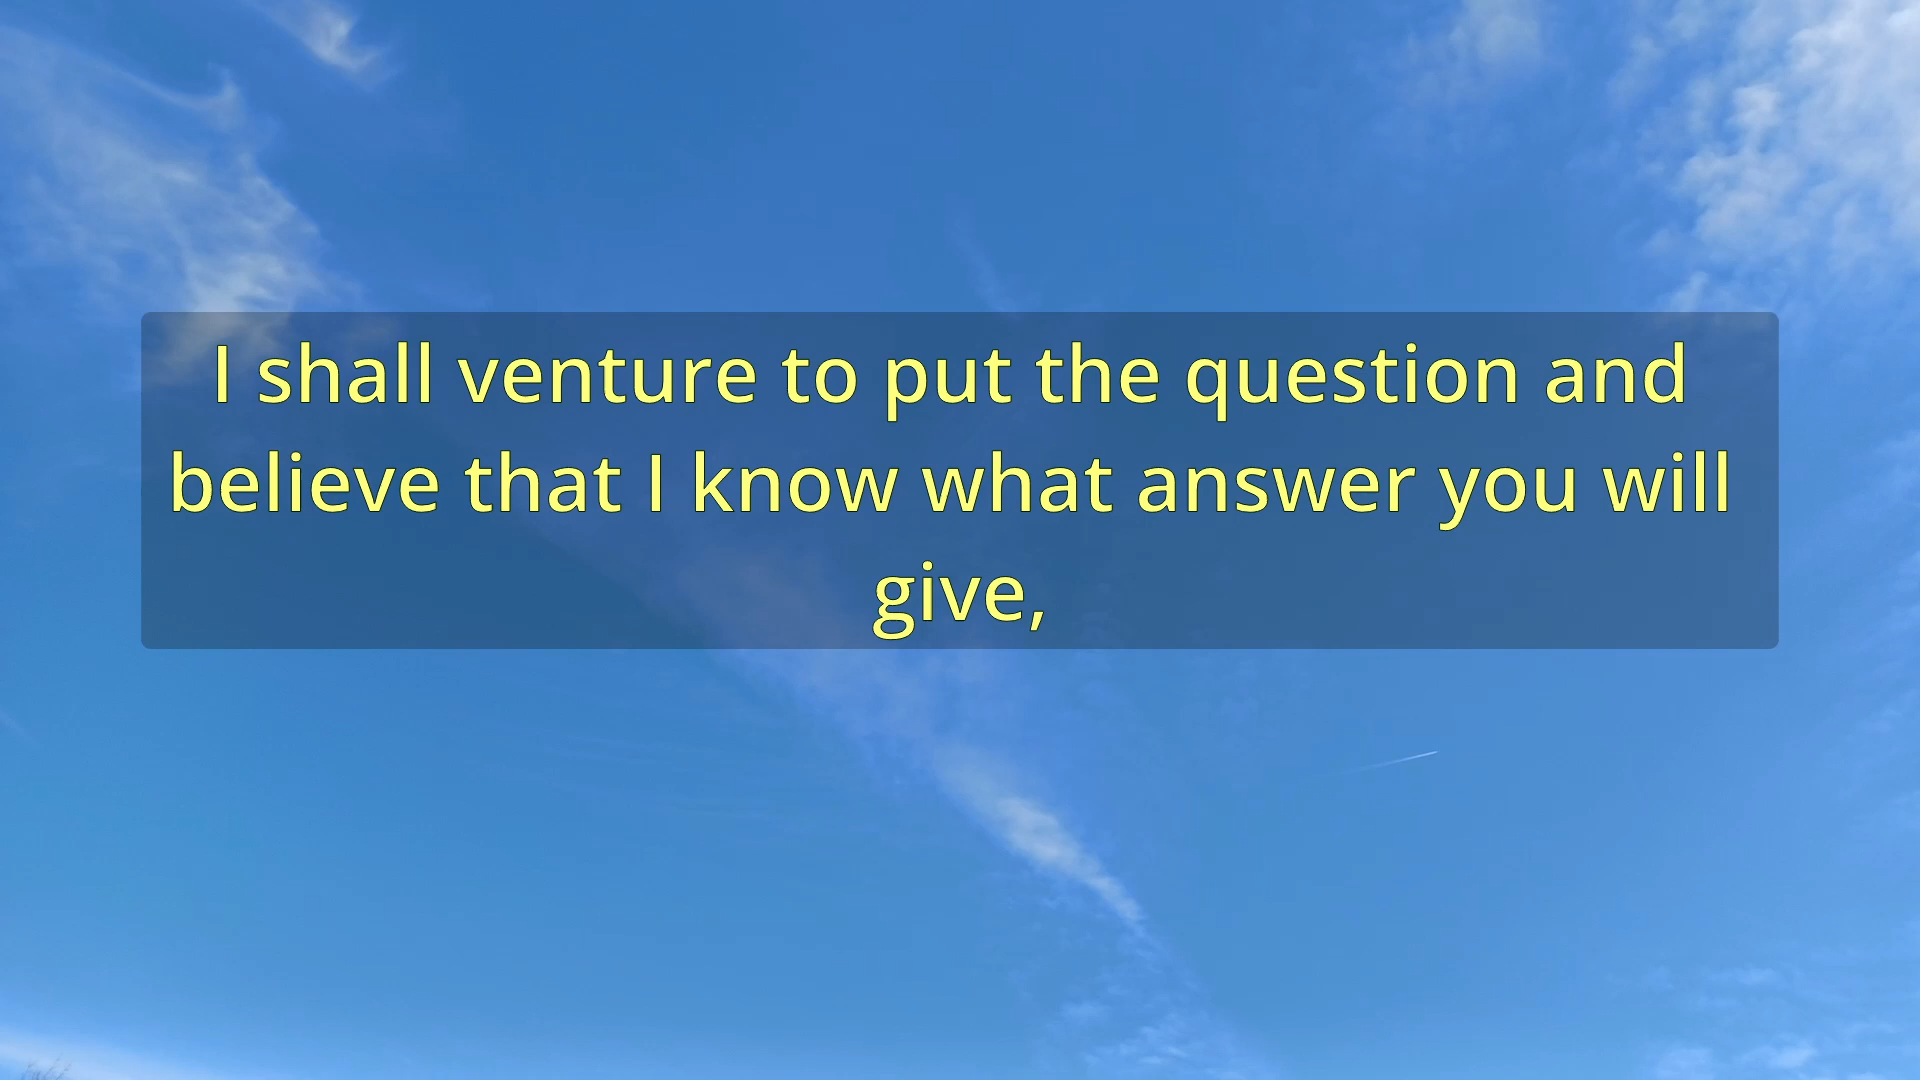 I shall venture to put the question and
believe that I know what answer you will
give,